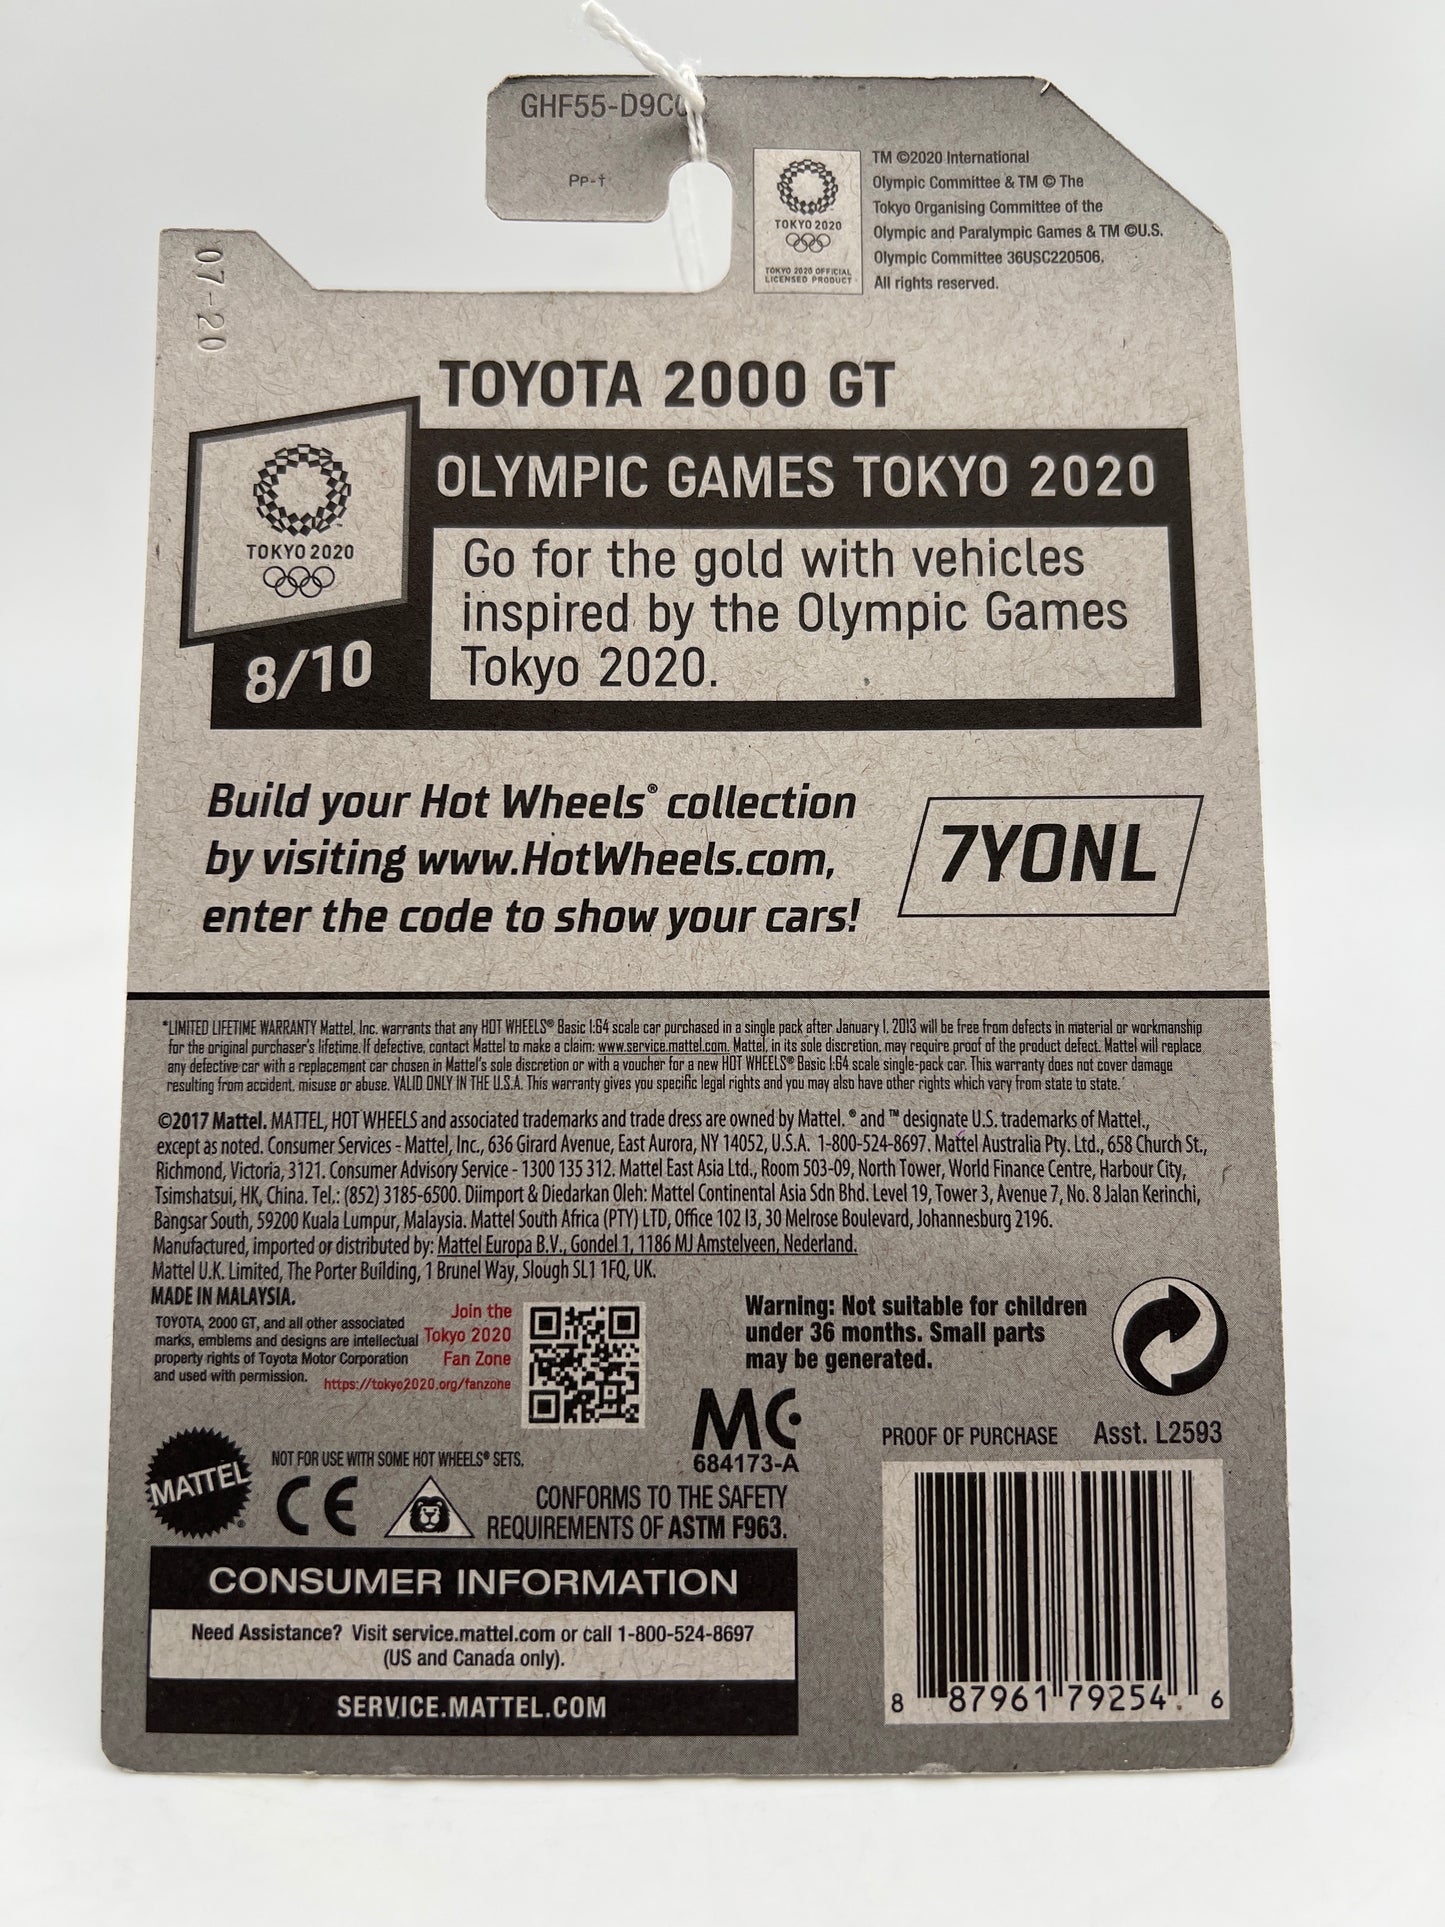 GHF55-D9C0
PP-†
07-20
TOKYO 2020
TOKYO 2020 OFFICIAL
LICENSED PRODUCT
TM ©2020 International
Olympic Committee & TM © The
Tokyo Organising Committee of the
Olympic and Paralympic Games & TM ©U.S.
Olympic Committee 36USC220506.
All rights reserved.
TOYOTA 2000 GT
TOKYO 2020
8/10
OLYMPIC GAMES TOKYO 2020
Go for the gold with vehicles
inspired by the Olympic Games
Tokyo 2020.
Build your Hot Wheels® collection
by visiting www.HotWheels.com,
enter the code to show your cars!
7YONL
*LIMITED LIFETIME WARRANTY Mattel, Inc. warrants that any HOT WHEELS® Basic 1:64 scale car purchased in a single pack after January 1, 2013 will be free from defects in material or workmanship
for the original purchaser's lifetime. If defective, contact Mattel to make a claim: www.service.mattel.com. Mattel, in its sole discretion, may require proof of the product defect. Mattel will replace
any defective car with a replacement car chosen in Mattel's sole discretion or with a voucher for a new HOT WHEELS® Basic 1:64 scale single-pack car. This warranty does not cover damage
resulting from accident, misuse or abuse. VALID ONLY IN THE U.S.A. This warranty gives you specific legal rights and you may also have other rights which vary from state to state.
©2017 Mattel. MATTEL, HOT WHEELS and associated trademarks and trade dress are owned by Mattel. ® and ™ designate U.S. trademarks of Mattel.,
except as noted. Consumer Services - Mattel, Inc., 636 Girard Avenue, East Aurora, NY 14052, U.S.A. 1-800-524-8697. Mattel Australia Pty. Ltd., 658 Church St.,
Richmond, Victoria, 3121. Consumer Advisory Service - 1300 135 312. Mattel East Asia Ltd., Room 503-09, North Tower, World Finance Centre, Harbour City,
Tsimshatsui, HK, China. Tel.: (852) 3185-6500. Diimport & Diedarkan Oleh: Mattel Continental Asia Sdn Bhd. Level 19, Tower 3, Avenue 7, No. 8 Jalan Kerinchi,
Bangsar South, 59200 Kuala Lumpur, Malaysia. Mattel South Africa (PTY) LTD, Office 102 I3, 30 Melrose Boulevard, Johannesburg 2196.
Manufactured, imported or distributed by: Mattel Europa B.V., Gondel 1, 1186 MJ Amstelveen, Nederland.
Mattel U.K. Limited, The Porter Building, 1 Brunel Way, Slough SL1 1FQ, UK.
MADE IN MALAYSIA.
TOYOTA, 2000 GT, and all other associated
marks, emblems and designs are intellectual
property rights of Toyota Motor Corporation
and used with permission.
Join the
Tokyo 2020
Fan Zone
https://tokyo2020.org/fanzone
Warning: Not suitable for children
under 36 months. Small parts
may be generated.
MC
684173-A
PROOF OF PURCHASE Asst. L2593
MATTEL®
NOT FOR USE WITH SOME HOT WHEELS® SETS.
CE
CONFORMS TO THE SAFETY
REQUIREMENTS OF ASTM F963.
CONSUMER INFORMATION
Need Assistance? Visit service.mattel.com or call 1-800-524-8697
(US and Canada only).
SERVICE.MATTEL.COM
8 87961 79254 6